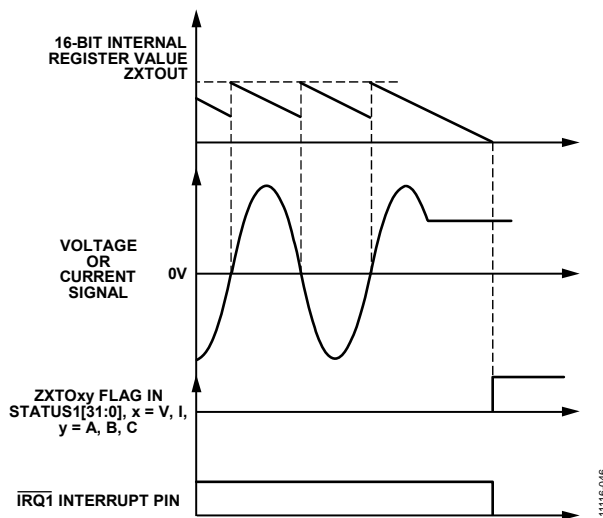 16-BIT INTERNAL
REGISTER VALUE
ZXTOUT
VOLTAGE
OR
CURRENT
SIGNAL
0V
ZXTOxy FLAG IN
STATUS1[31:0], x = V, I,
y = A, B, C
IRQ1 INTERRUPT PIN
11116-046